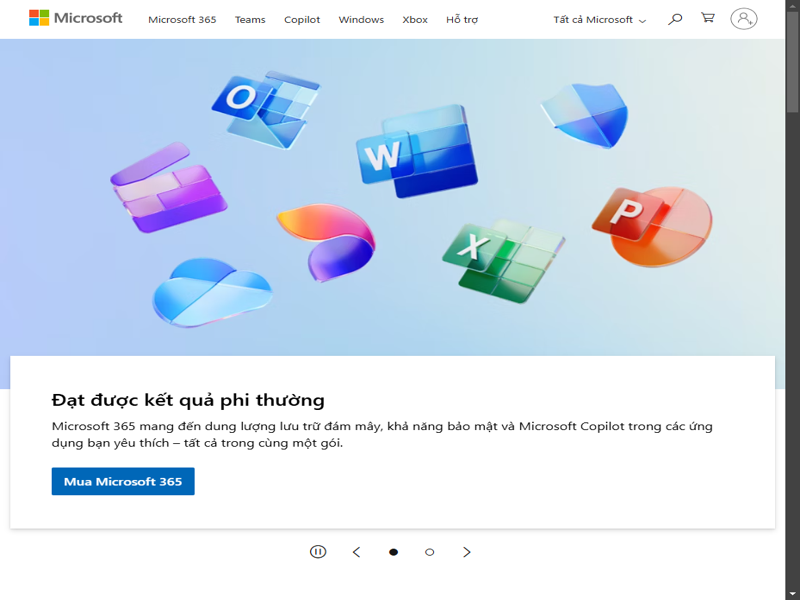 Microsoft
Microsoft 365 Teams Copilot Windows Xbox Hỗ trợ Tất cả Microsoft
O
W
X
P
Đạt được kết quả phi thường
Microsoft 365 mang đến dung lượng lưu trữ đám mây, khả năng bảo mật và Microsoft Copilot trong các ứng
dụng bạn yêu thích – tất cả trong cùng một gói.
Mua Microsoft 365